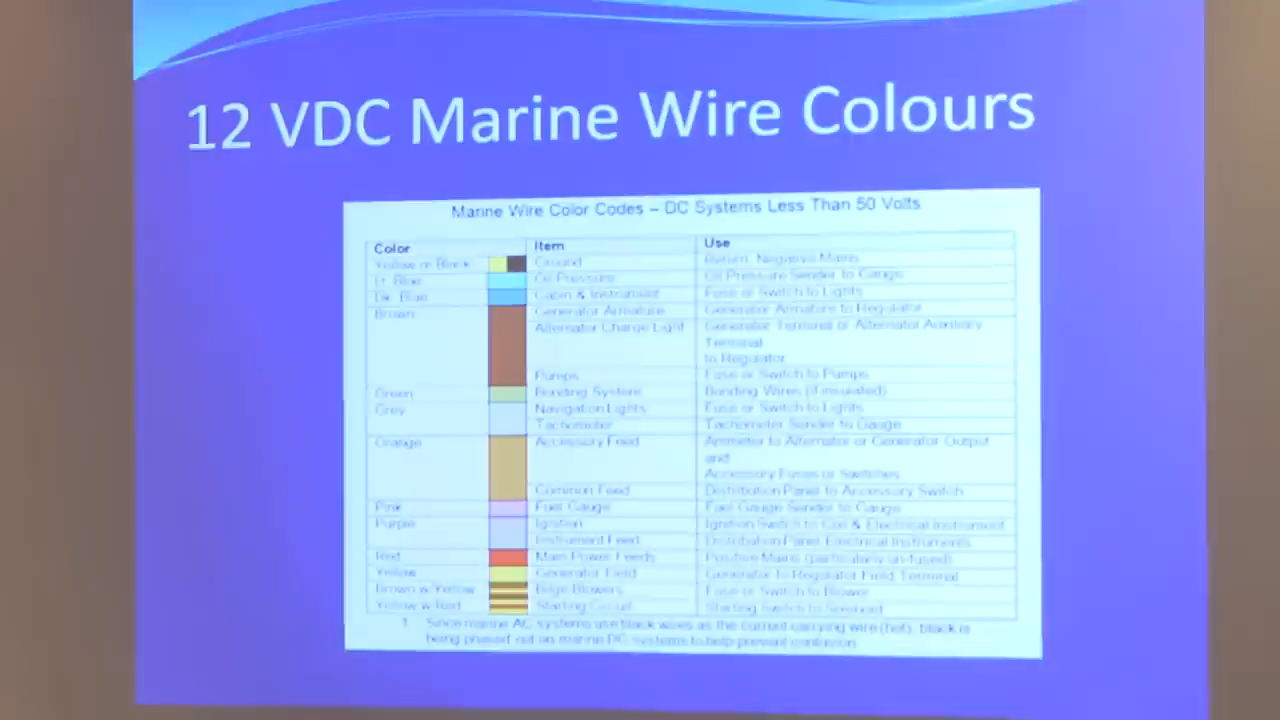 12 VDC Marine Wire Colours
Marine Wire Color Codes – DC Systems Less Than 50 Volts
Color Item Use
Yellow or Black Ground Return, Negative Mains
Lt. Blue Oil Pressure Oil Pressure Sender to Gauge
Dk. Blue Cabin & Instrument Fuse or Switch to Lights
Brown Generator Armature Generator Armature to Regulator
Alternator Charge Light Generator Terminal or Alternator Auxiliary
Terminal
to Regulator
Pumps Fuse or Switch to Pumps
Green Bonding System Bonding Wires (if insulated)
Grey Navigation Lights Fuse or Switch to Lights
Tachometer Tachometer Sender to Gauge
Orange Accessory Feed Ammeter to Alternator or Generator Output
and
Accessory Fuses or Switches
Common Feed Distribution Panel to Accessory Switch
Pink Fuel Gauge Fuel Gauge Sender to Gauge
Purple Ignition Ignition Switch to Coil & Electrical Instrument
Instrument Feed Distribution Panel Electrical Instruments
Red Main Power Feeds Positive Mains (particularly un-fused)
Yellow Generator Field Generator to Regulator Field Terminal
Brown w/Yellow Bilge Blowers Fuse or Switch to Blower
Yellow w/Red Starting Circuit Starting Switch to Solenoid
1. Since marine AC systems use black wires as the current carrying wire (hot), black is
being phased out on marine DC systems to help prevent confusion.